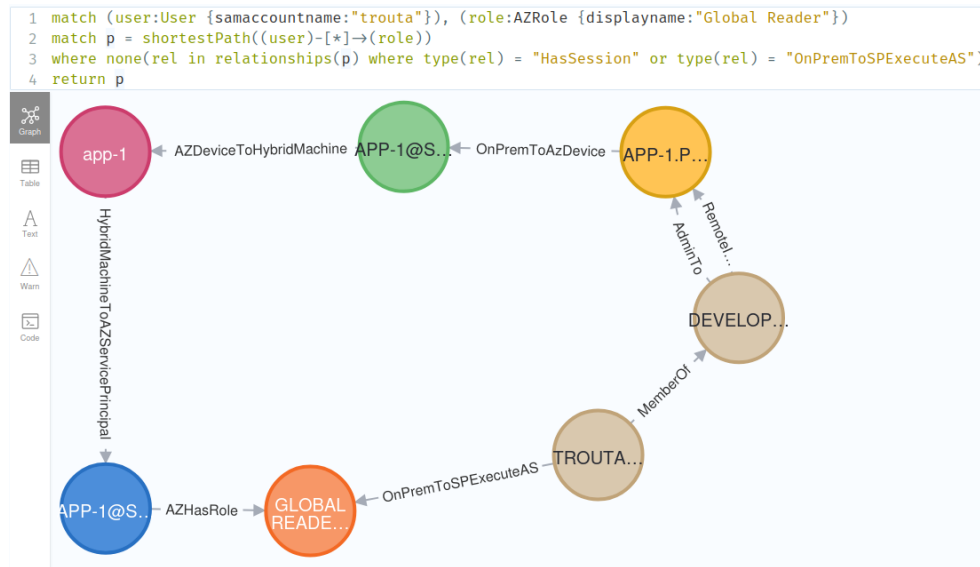 1 match (user:User {samaccountname:"trouta"}), (role:AZRole {displayname:"Global Reader"})
2 match p = shortestPath((user)-[*]→(role))
3 where none(rel in relationships(p) where type(rel) = "HasSession" or type(rel) = "OnPremToSPExecuteAS")
4 return p
Graph
Table
Text
Warn
Code
app-1
AZDeviceToHybridMachine
APP-1@S...
OnPremToAzDevice
APP-1.P...
RemoteI...
AdminTo
DEVELOP...
MemberOf
TROUTA...
OnPremToSPExecuteAS
GLOBAL
READE...
AZHasRole
APP-1@S...
HybridMachineToAZServicePrincipal